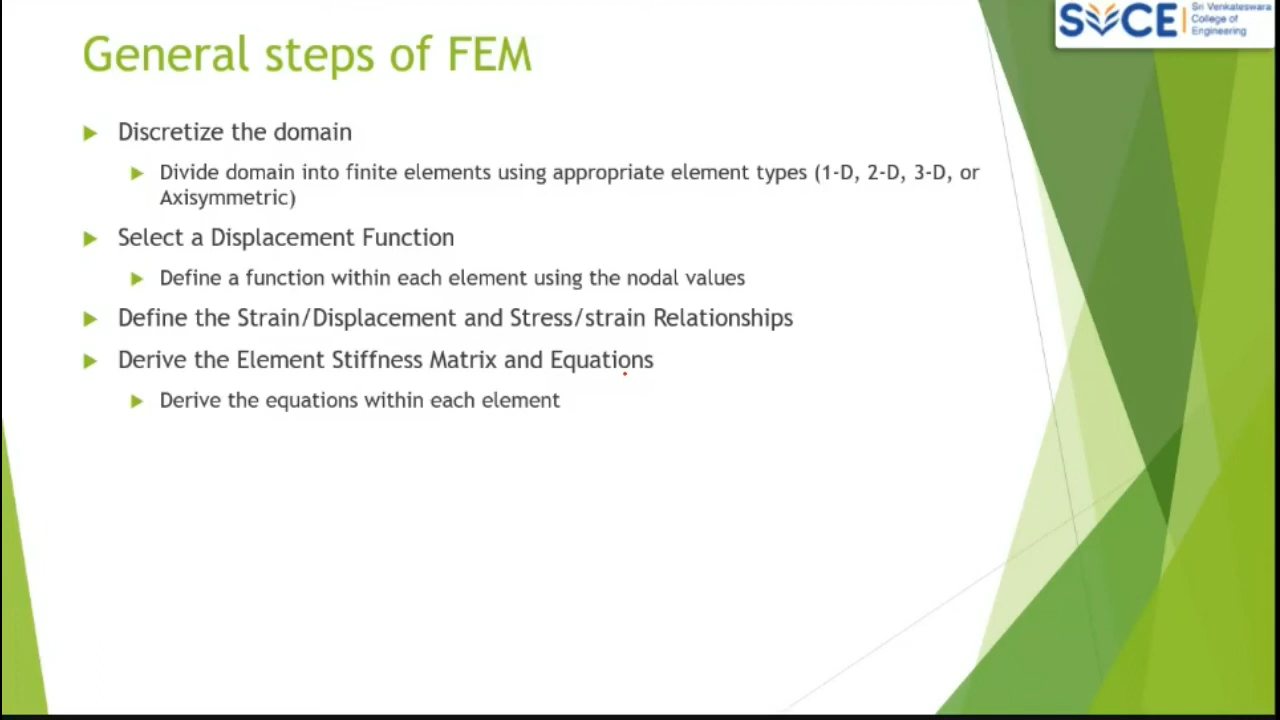 General steps of FEM
SVCE
Sri Venkateswara
College of
Engineering
Discretize the domain
Divide domain into finite elements using appropriate element types (1-D, 2-D, 3-D, or
Axisymmetric)
Select a Displacement Function
Define a function within each element using the nodal values
Define the Strain/Displacement and Stress/strain Relationships
Derive the Element Stiffness Matrix and Equations
Derive the equations within each element